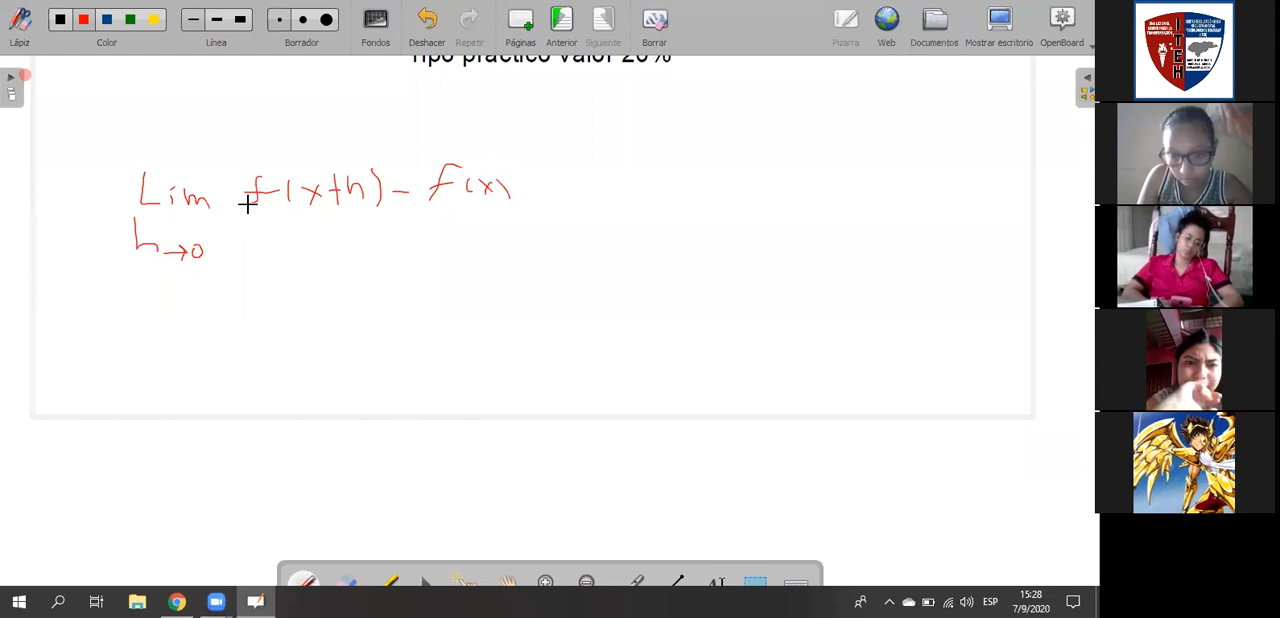 Lápiz Color Línea Borrador Fondos Deshacer Repetir Páginas Anterior Siguiente Borrar Pizarra Web Documentos Mostrar escritorio OpenBoard
Tipo práctico Valor 20%
Lim f(x+h) - f(x)
h→0
ITEH
ESP
15:28
7/9/2020